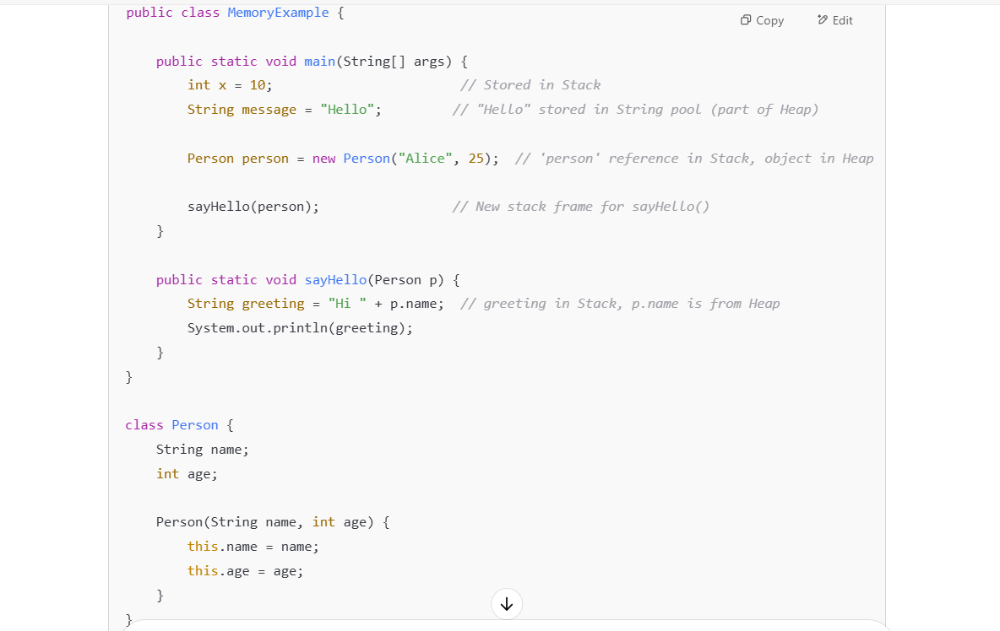 public class MemoryExample {
Copy Edit
public static void main(String[] args) {
int x = 10; // Stored in Stack
String message = "Hello"; // "Hello" stored in String pool (part of Heap)
Person person = new Person("Alice", 25); // 'person' reference in Stack, object in Heap
sayHello(person); // New stack frame for sayHello()
}
public static void sayHello(Person p) {
String greeting = "Hi " + p.name; // greeting in Stack, p.name is from Heap
System.out.println(greeting);
}
}
class Person {
String name;
int age;
Person(String name, int age) {
this.name = name;
this.age = age;
}
}